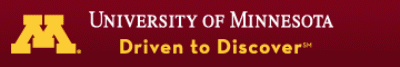 M
UNIVERSITY OF MINNESOTA
Driven to Discover℠